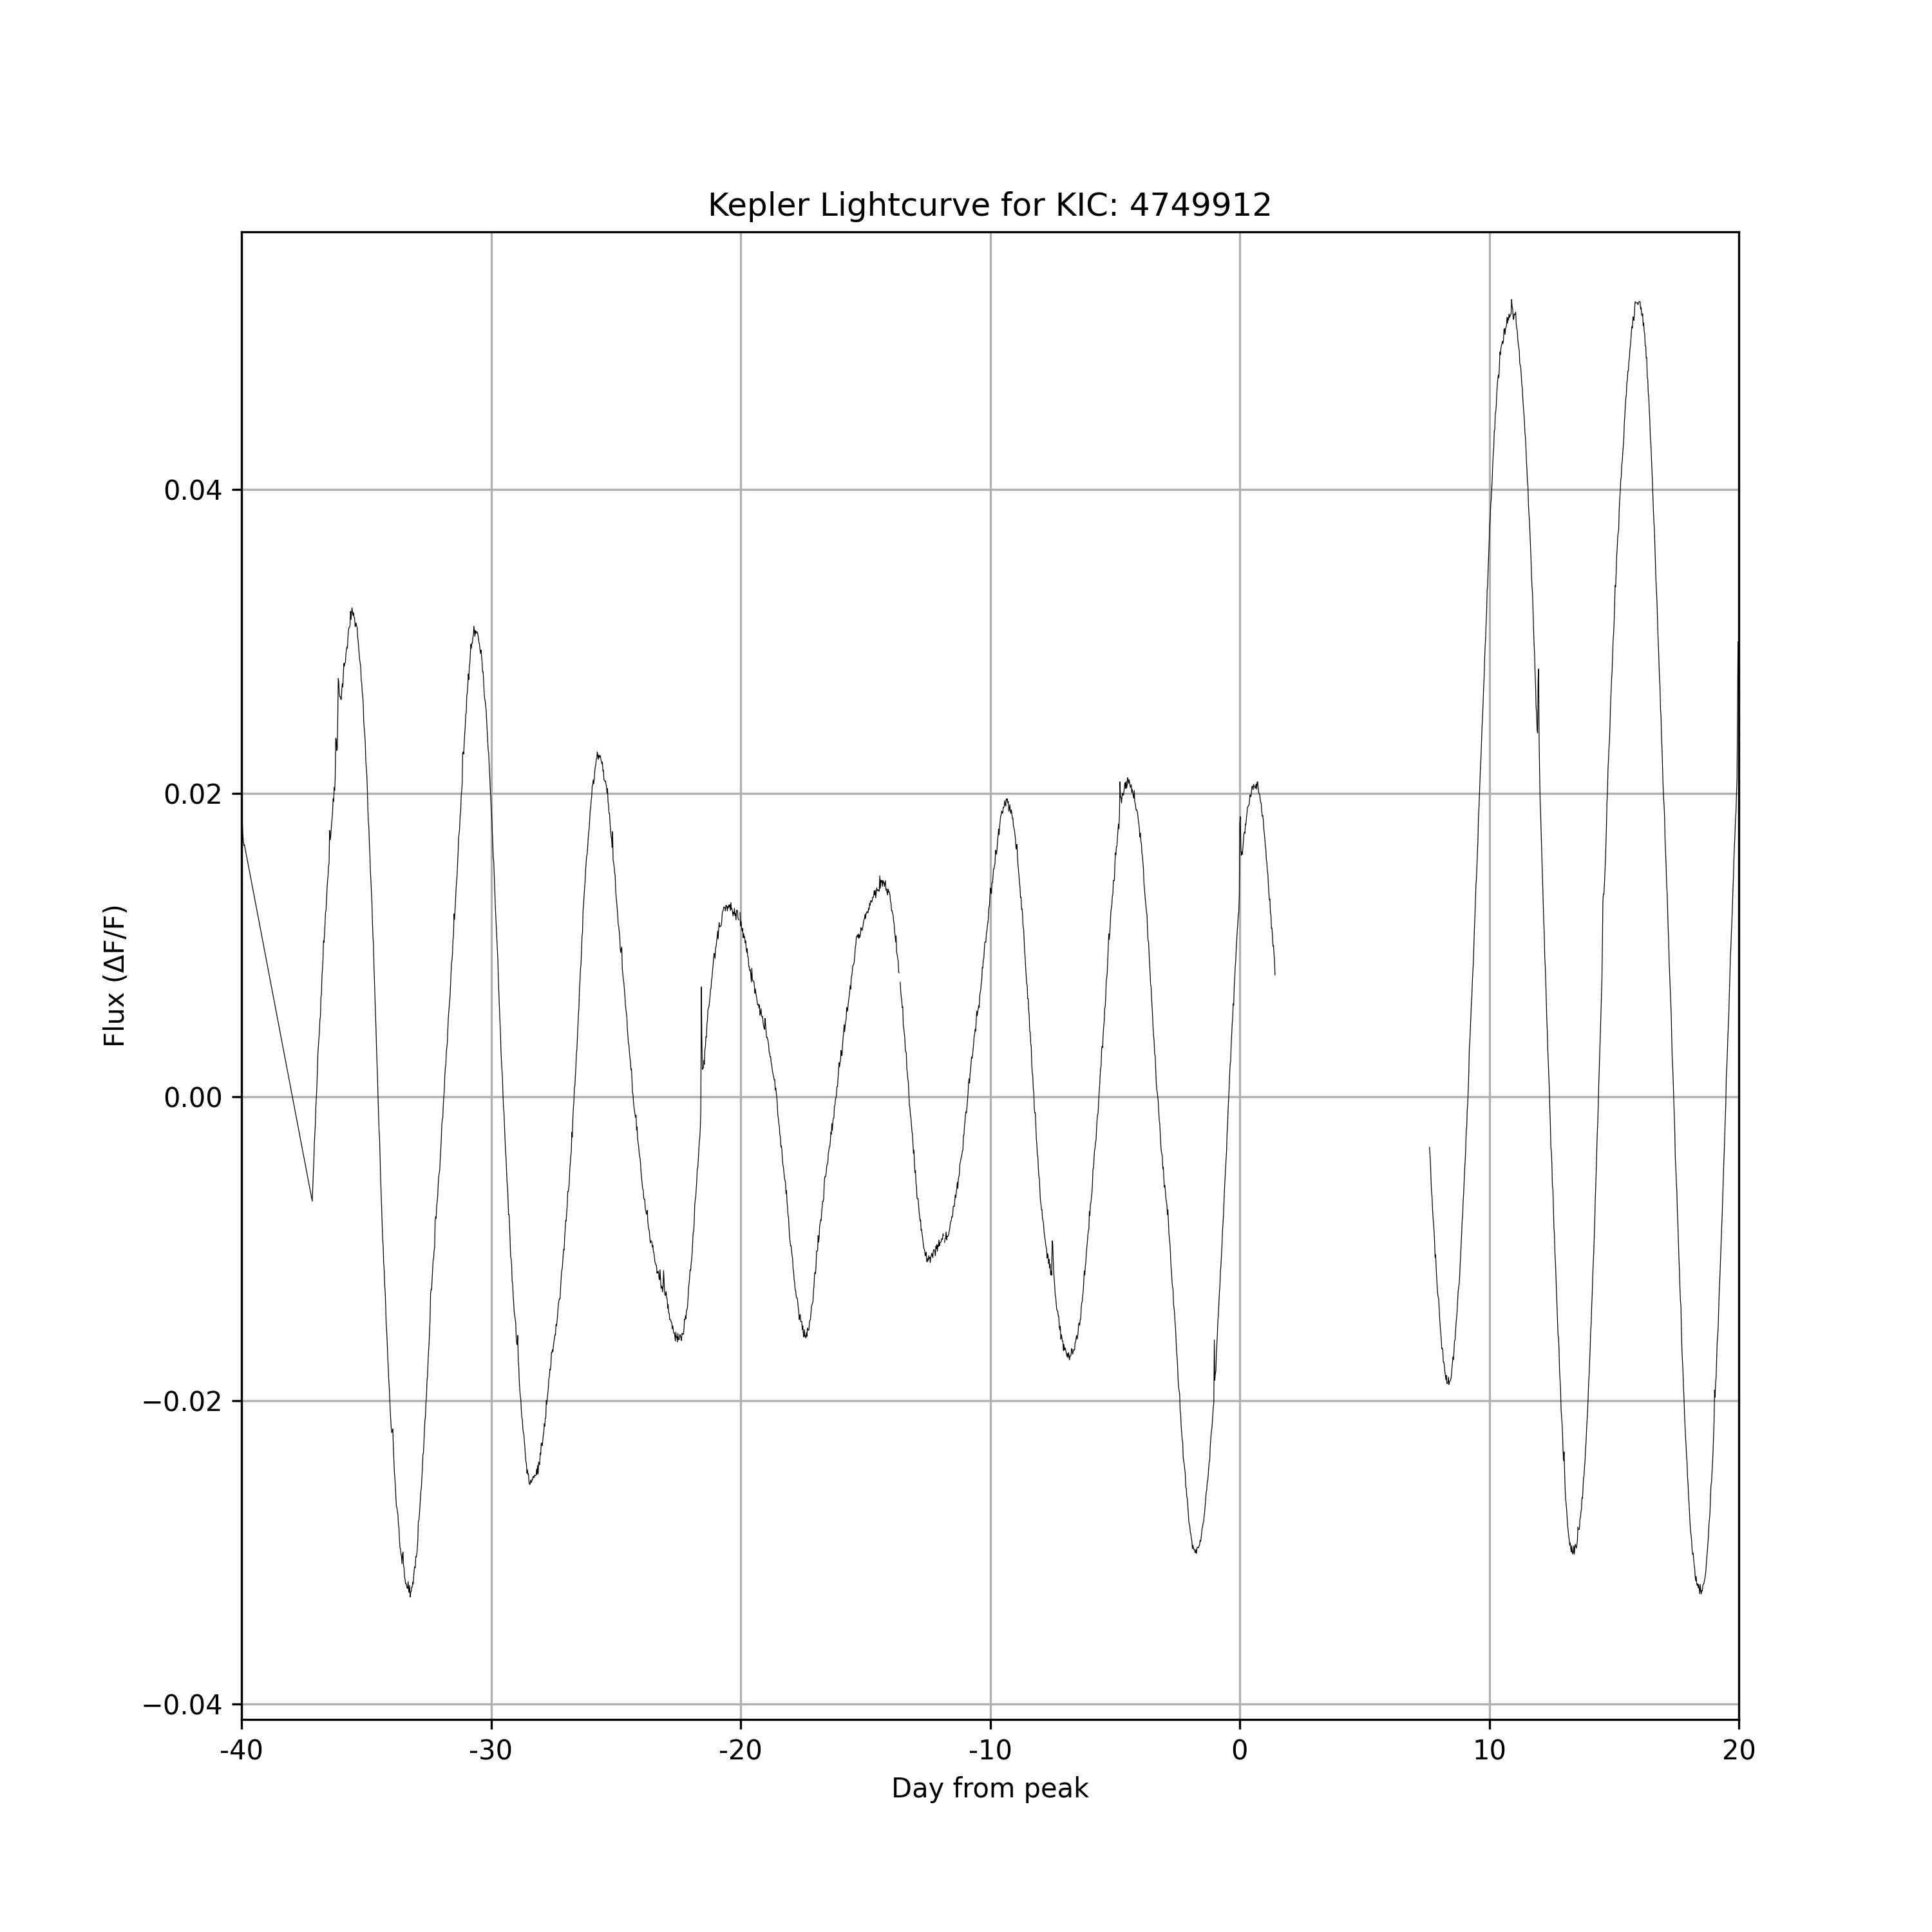 Kepler Lightcurve for KIC: 4749912
Flux (ΔF/F)
0.04
0.02
0.00
−0.02
−0.04
-40 -30 -20 -10 0 10 20
Day from peak